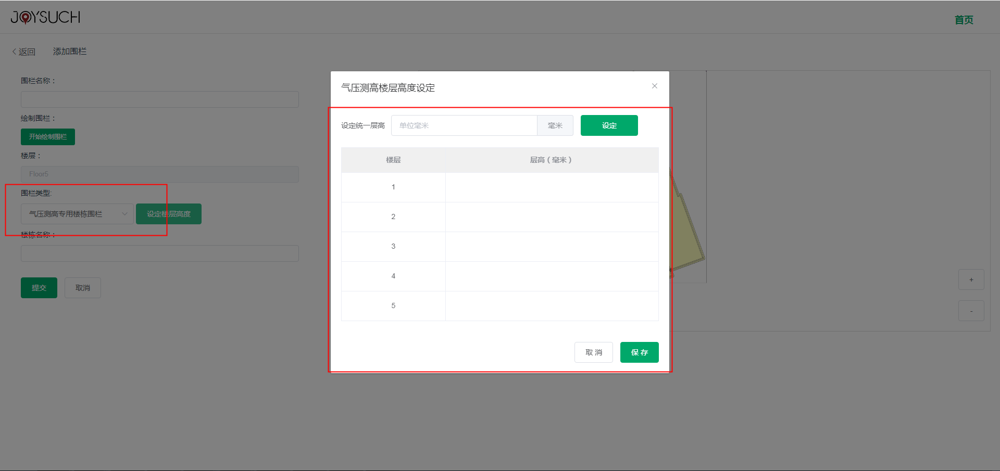 JOYSUCH
首页
返回
添加围栏
围栏名称：
绘制围栏：
开始绘制围栏
楼层：
Floor5
围栏类型:
气压测高专用楼栋围栏
设定楼层高度
楼栋名称：
提交
取消
气压测高楼层高度设定
×
设定统一层高
单位毫米
毫米
设定
楼层
层高（毫米）
1
2
3
4
5
取 消
保 存
+
-